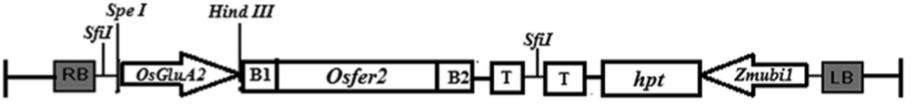 Spe I
Hind III
SfiI
SfiI
RB
OsGluA2
B1
Osfer2
B2
T
T
hpt
Zmubi1
LB